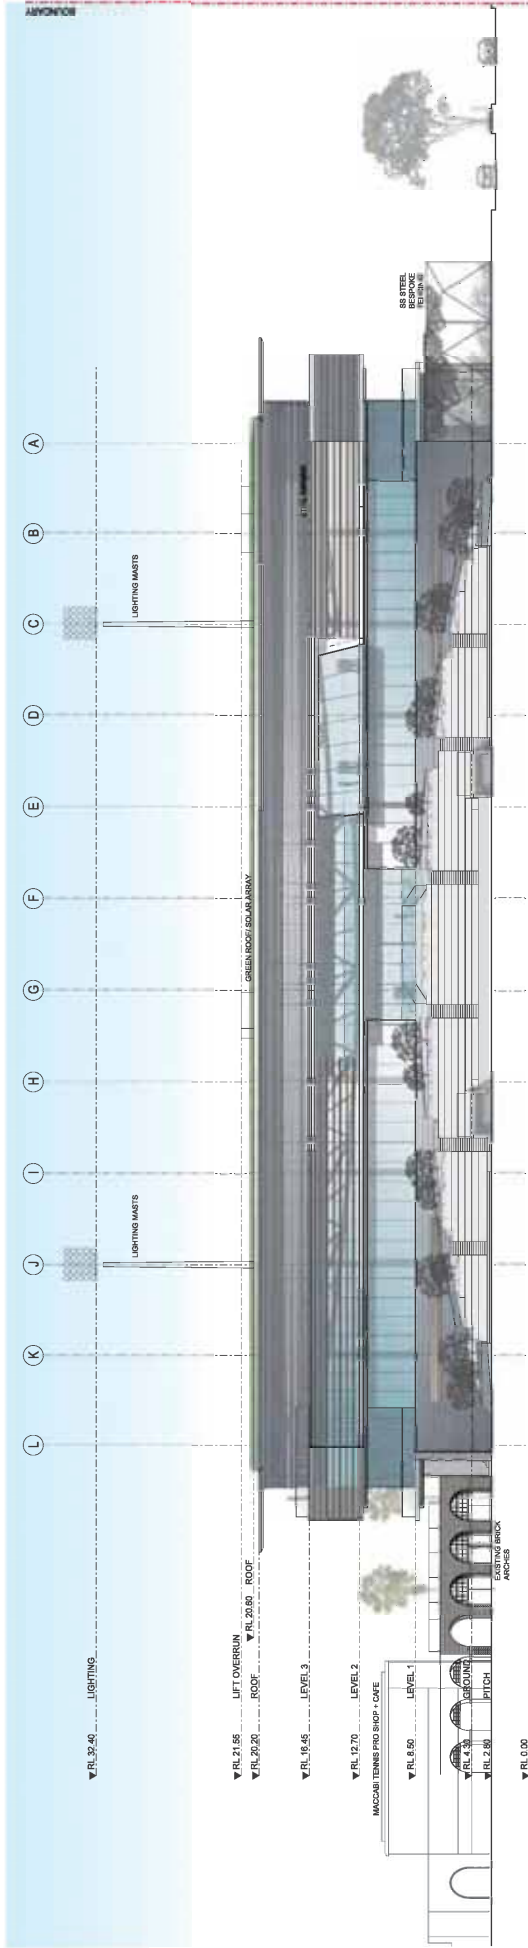 BOUNDARY
A
B
C
D
E
F
G
H
I
J
K
L
LIGHTING MASTS
LIGHTING MASTS
GREEN ROOF/ SOLAR ARRAY
SS STEEL
BESPOKE
RL 32.40 LIGHTING
RL 21.55 LIFT OVERRUN
RL 20.60 ROOF
RL 20.20 ROOF
RL 16.45 LEVEL 3
RL 12.70 LEVEL 2
MACCABI TENNIS PRO SHOP + CAFE
RL 8.50 LEVEL 1
EXISTING BRICK
ARCHES
RL 4.30 GROUND
RL 2.80 PITCH
RL 0.00